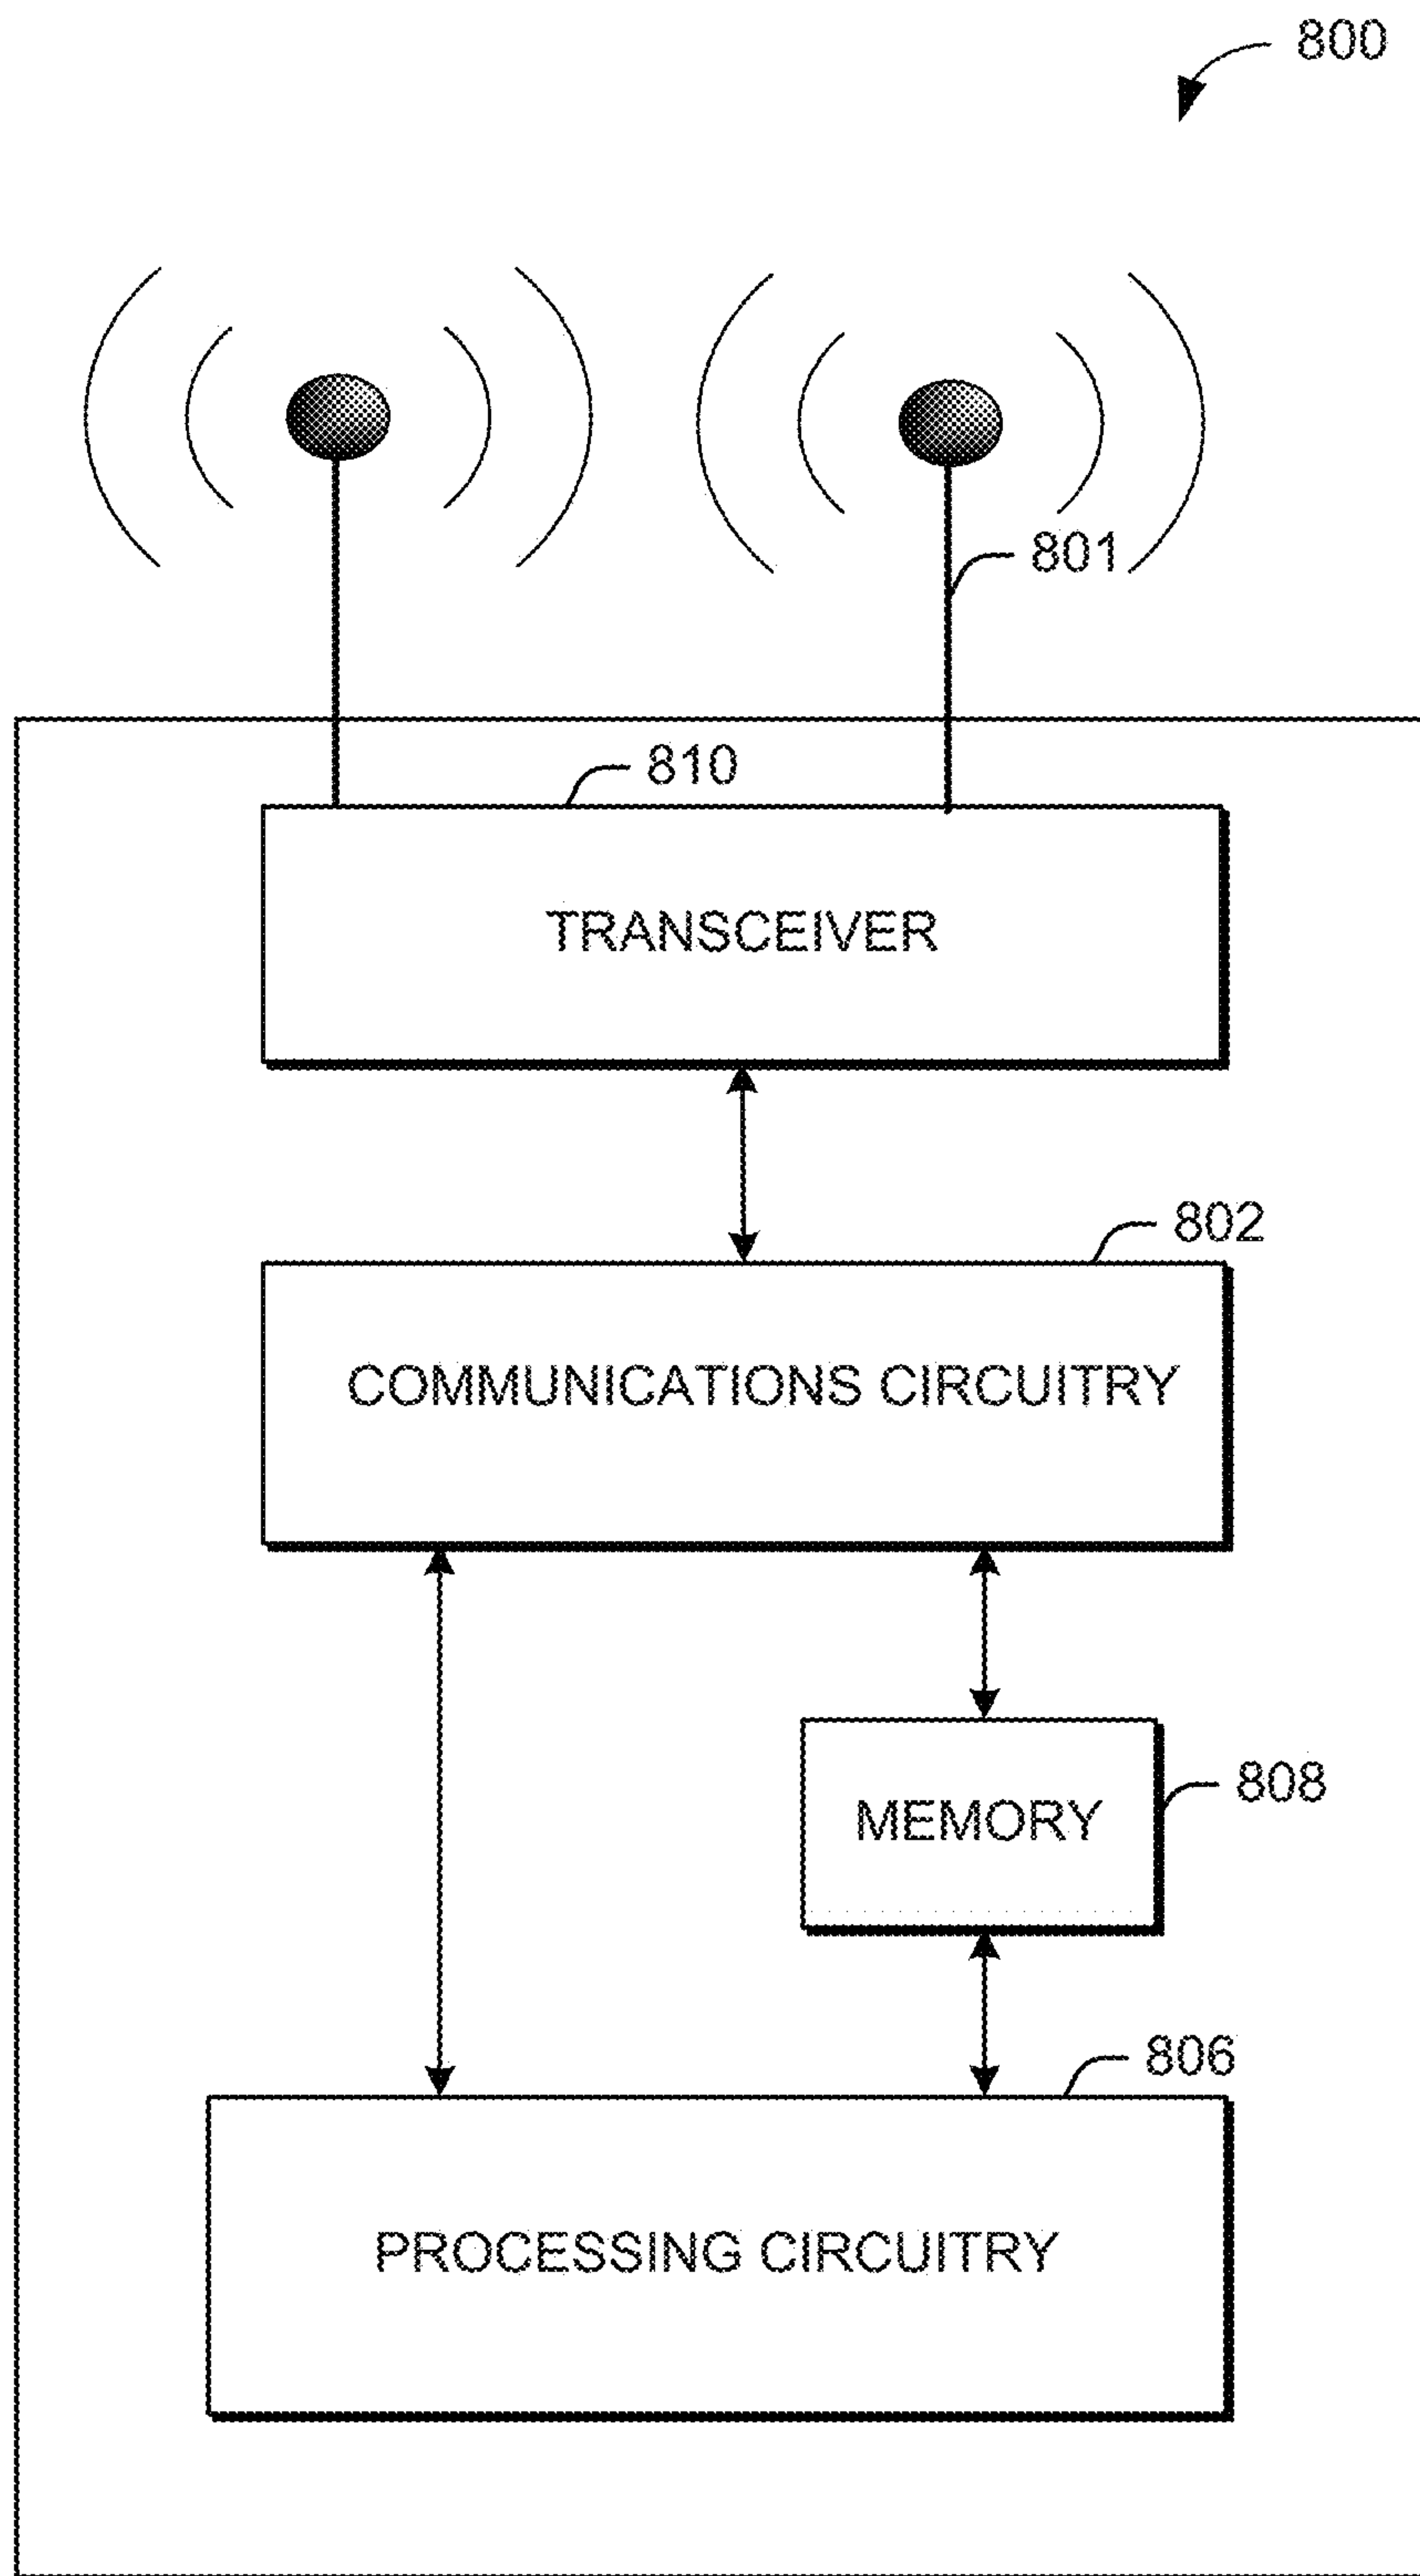 800
801
810
TRANSCEIVER
802
COMMUNICATIONS CIRCUITRY
808
MEMORY
806
PROCESSING CIRCUITRY